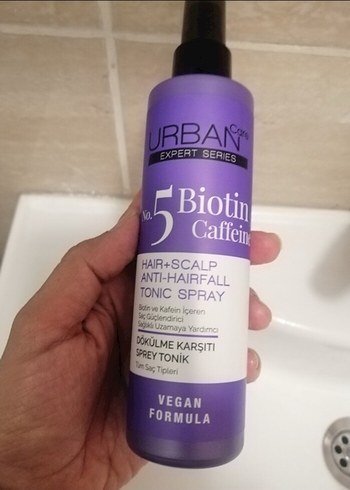 URBAN Care
EXPERT SERIES
No.5 Biotin
Caffeine
HAIR+SCALP
ANTI-HAIRFALL
TONIC SPRAY
Biotin ve Kafein İçeren
Saç Güçlendirici
Sağlıklı Uzamaya Yardımcı
DÖKÜLME KARŞITI
SPREY TONİK
Tüm Saç Tipleri
VEGAN
FORMULA